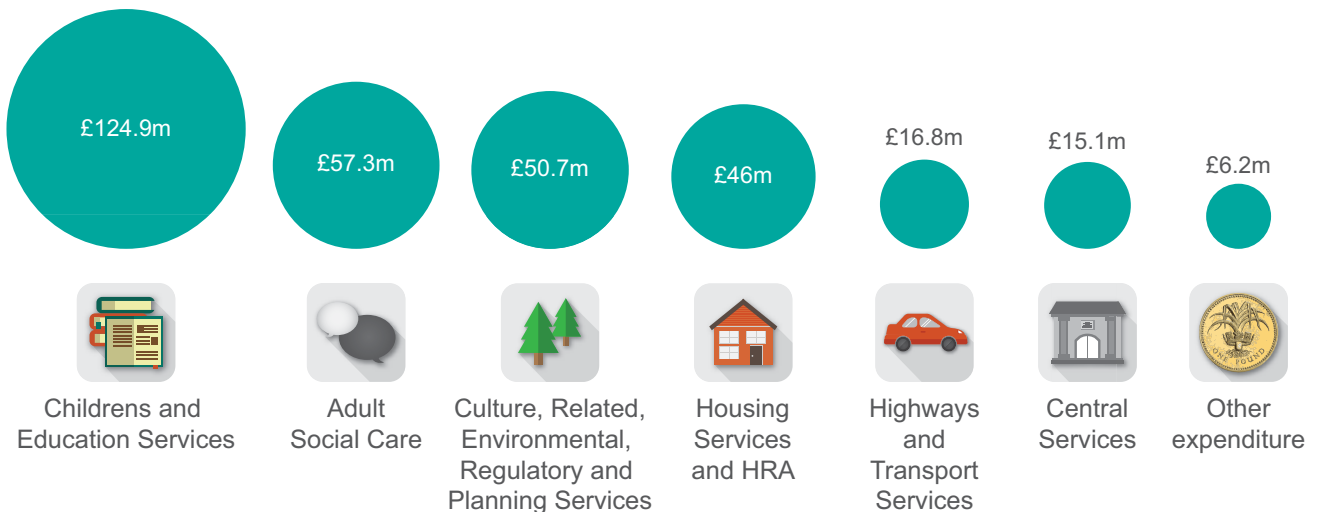 £124.9m
£57.3m
£50.7m
£46m
£16.8m
£15.1m
£6.2m
Childrens and
Education Services
Adult
Social Care
Culture, Related,
Environmental,
Regulatory and
Planning Services
Housing
Services
and HRA
Highways
and
Transport
Services
Central
Services
ONE POUND
Other
expenditure